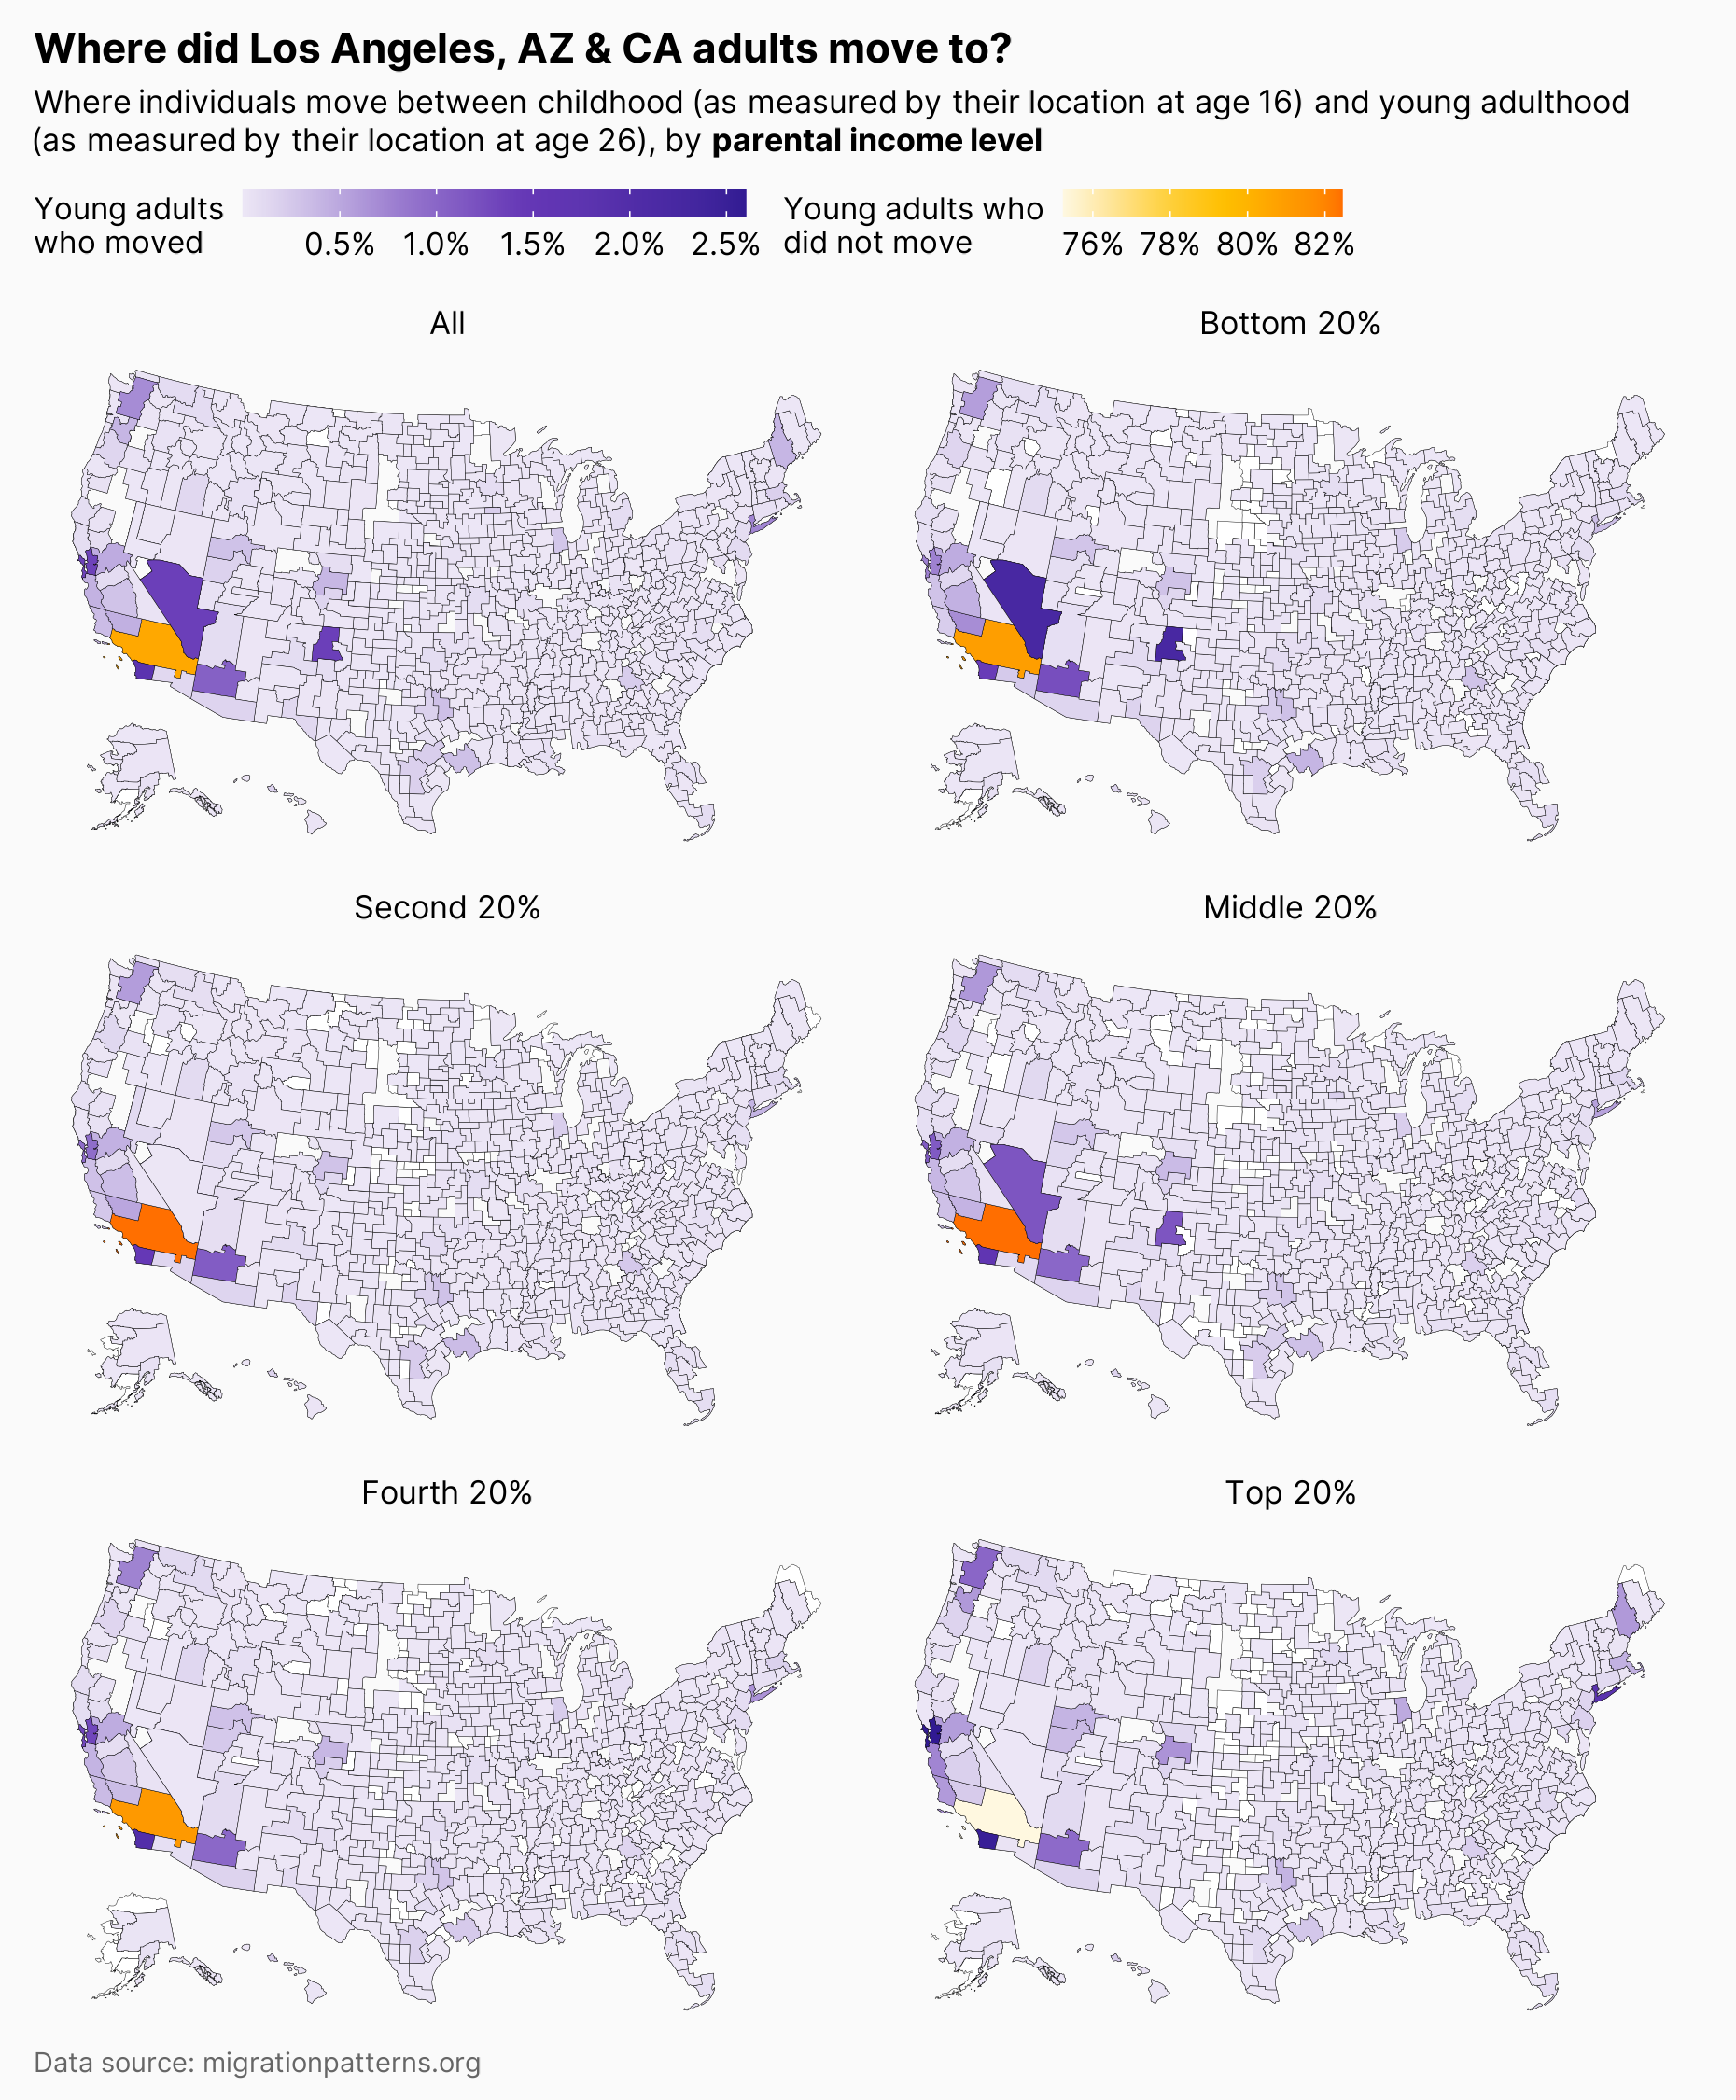 Where did Los Angeles, AZ & CA adults move to?
Where individuals move between childhood (as measured by their location at age 16) and young adulthood
(as measured by their location at age 26), by parental income level
Young adults
who moved
0.5% 1.0% 1.5% 2.0% 2.5%
Young adults who
did not move
76% 78% 80% 82%
All
Bottom 20%
Second 20%
Middle 20%
Fourth 20%
Top 20%
Data source: migrationpatterns.org